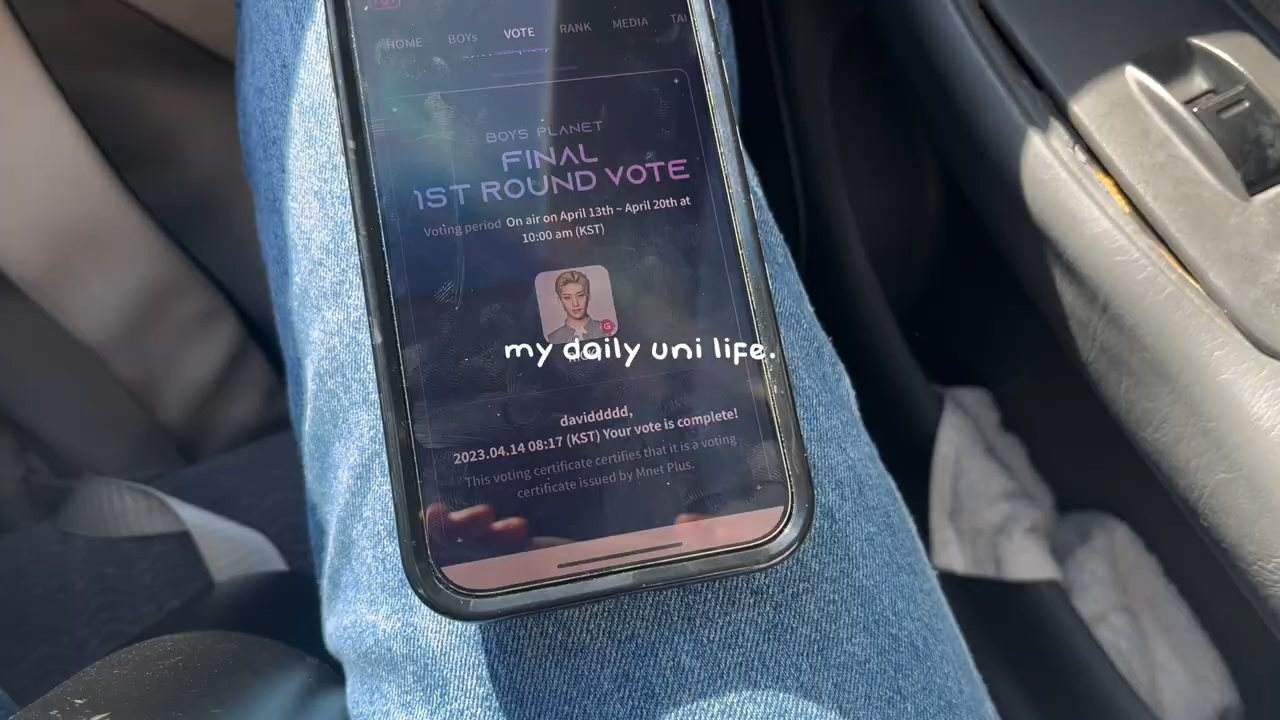 HOME BOYs VOTE RANK MEDIA TAI
BOYS PLANET
FINAL
1ST ROUND VOTE
Voting period On air on April 13th ~ April 20th at
10:00 am (KST)
G
my daily uni life.
daviddddd,
2023.04.14 08:17 (KST) Your vote is complete!
This voting certificate certifies that it is a voting
certificate issued by Mnet Plus.